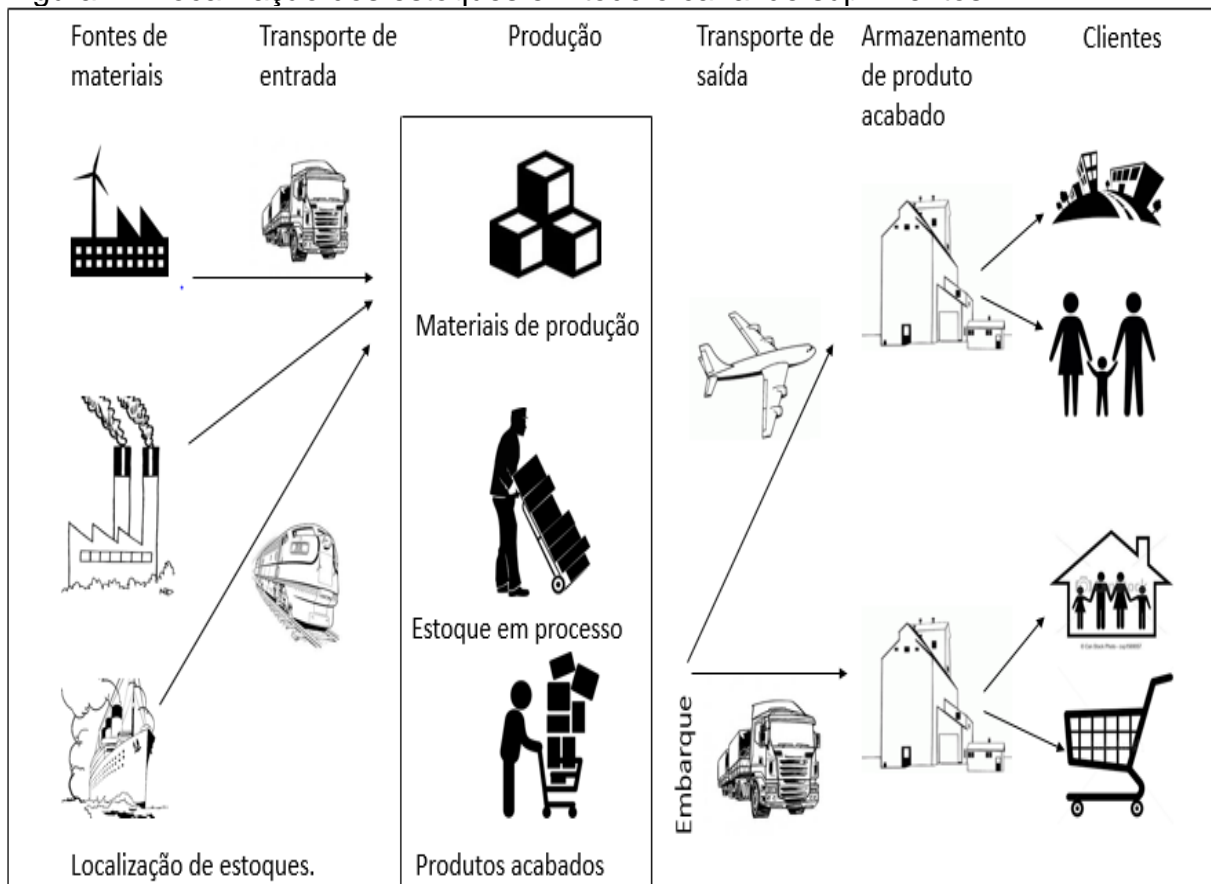 Fontes de
materiais
Transporte de
entrada
Produção
Transporte de
saída
Armazenamento
de produto
acabado
Clientes
Materiais de produção
Estoque em processo
Embarque
Localização de estoques.
Produtos acabados